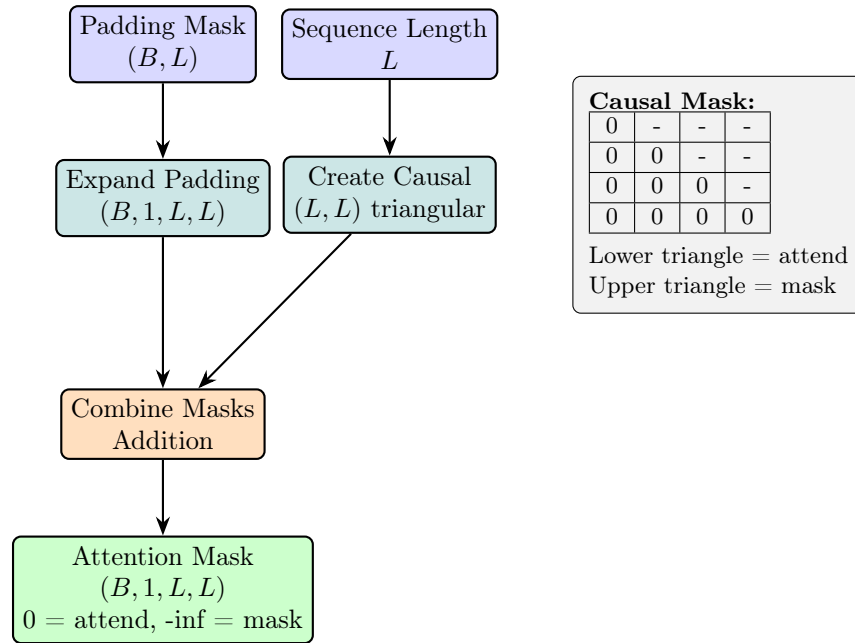 Padding Mask
(B, L)
Sequence Length
L
Expand Padding
(B, 1, L, L)
Create Causal
(L, L) triangular
Combine Masks
Addition
Attention Mask
(B, 1, L, L)
0 = attend, -inf = mask
Causal Mask:
0 - - -
0 0 - -
0 0 0 -
0 0 0 0
Lower triangle = attend
Upper triangle = mask